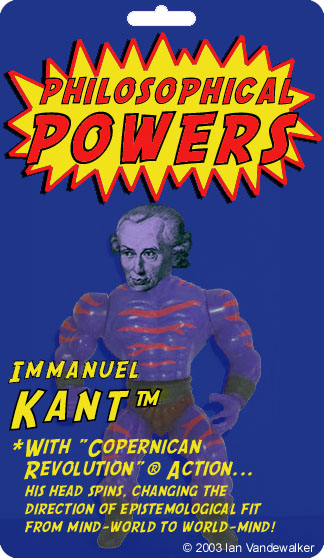 PHILOSOPHICAL
POWERS
IMMANUEL
KANT™
*WITH "COPERNICAN
REVOLUTION"® ACTION...
HIS HEAD SPINS, CHANGING THE
DIRECTION OF EPISTEMOLOGICAL FIT
FROM MIND-WORLD TO WORLD-MIND!
© 2003 Ian Vandewalker